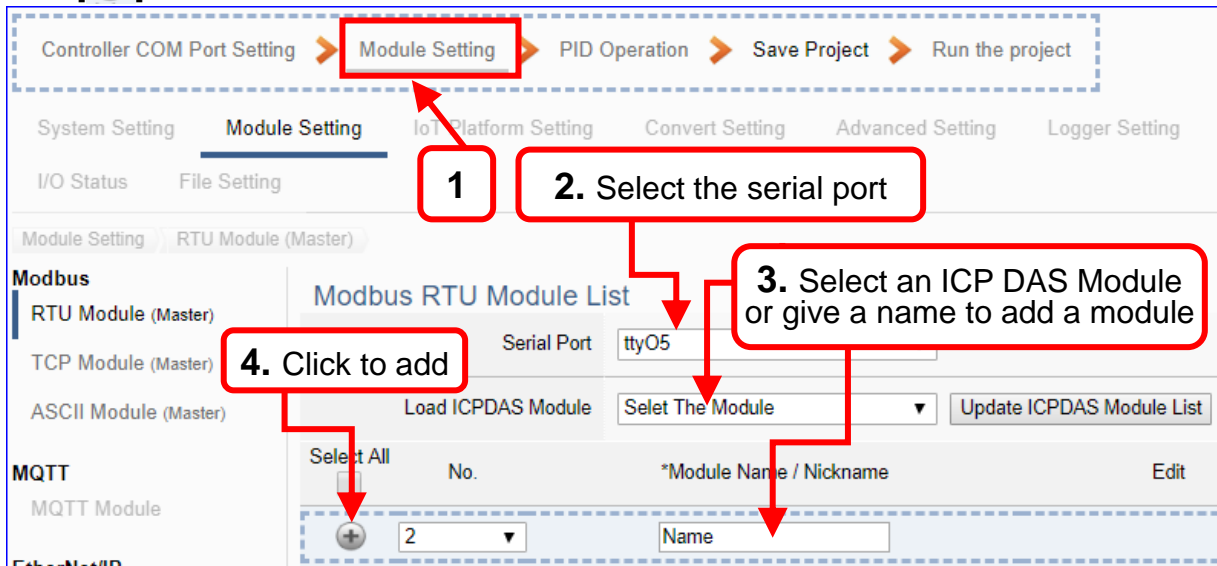 Controller COM Port Setting Module Setting PID Operation Save Project Run the project
System Setting Module Setting IoT Platform Setting Convert Setting Advanced Setting Logger Setting
I/O Status File Setting
1
2. Select the serial port
Module Setting RTU Module (Master)
3. Select an ICP DAS Module
or give a name to add a module
Modbus
RTU Module (Master)
TCP Module (Master)
ASCII Module (Master)
MQTT
MQTT Module
EtherNet/IP
4. Click to add
Modbus RTU Module List
Serial Port ttyO5
Load ICPDAS Module Selet The Module Update ICPDAS Module List
Select All No. *Module Name / Nickname Edit
2 Name